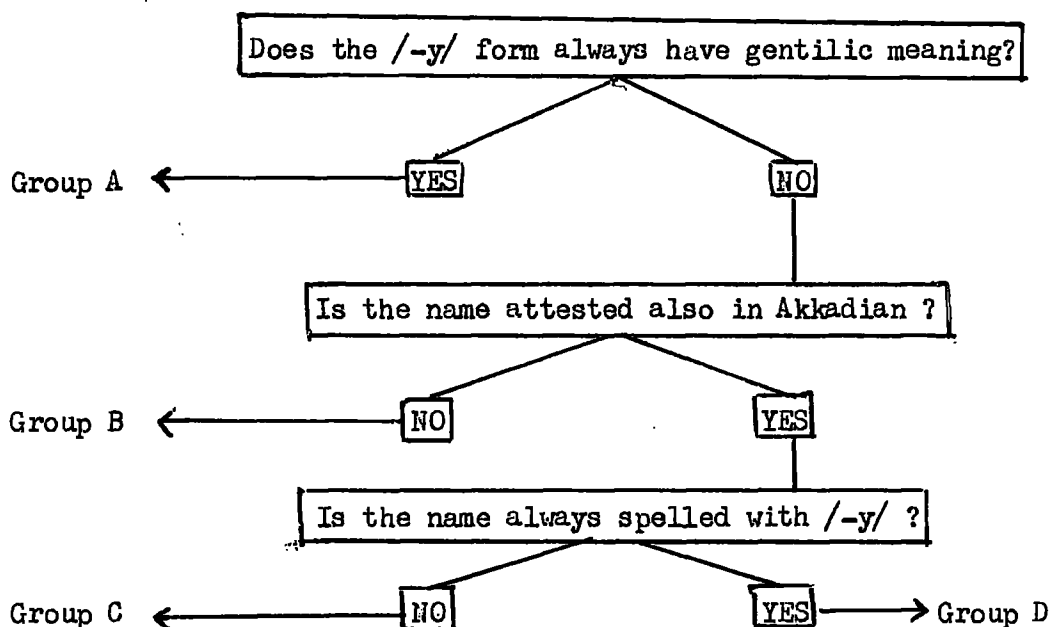 Does the /-y/ form always have gentilic meaning?
Group A YES NO
Is the name attested also in Akkadian ?
Group B NO YES
Is the name always spelled with /-y/ ?
Group C NO YES Group D